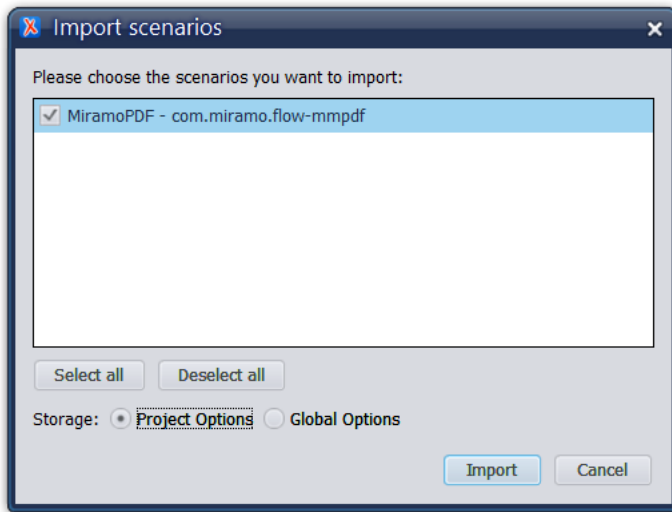 Import scenarios
Please choose the scenarios you want to import:
MiramoPDF - com.miramo.flow-mmpdf
Select all Deselect all
Storage: Project Options Global Options
Import Cancel